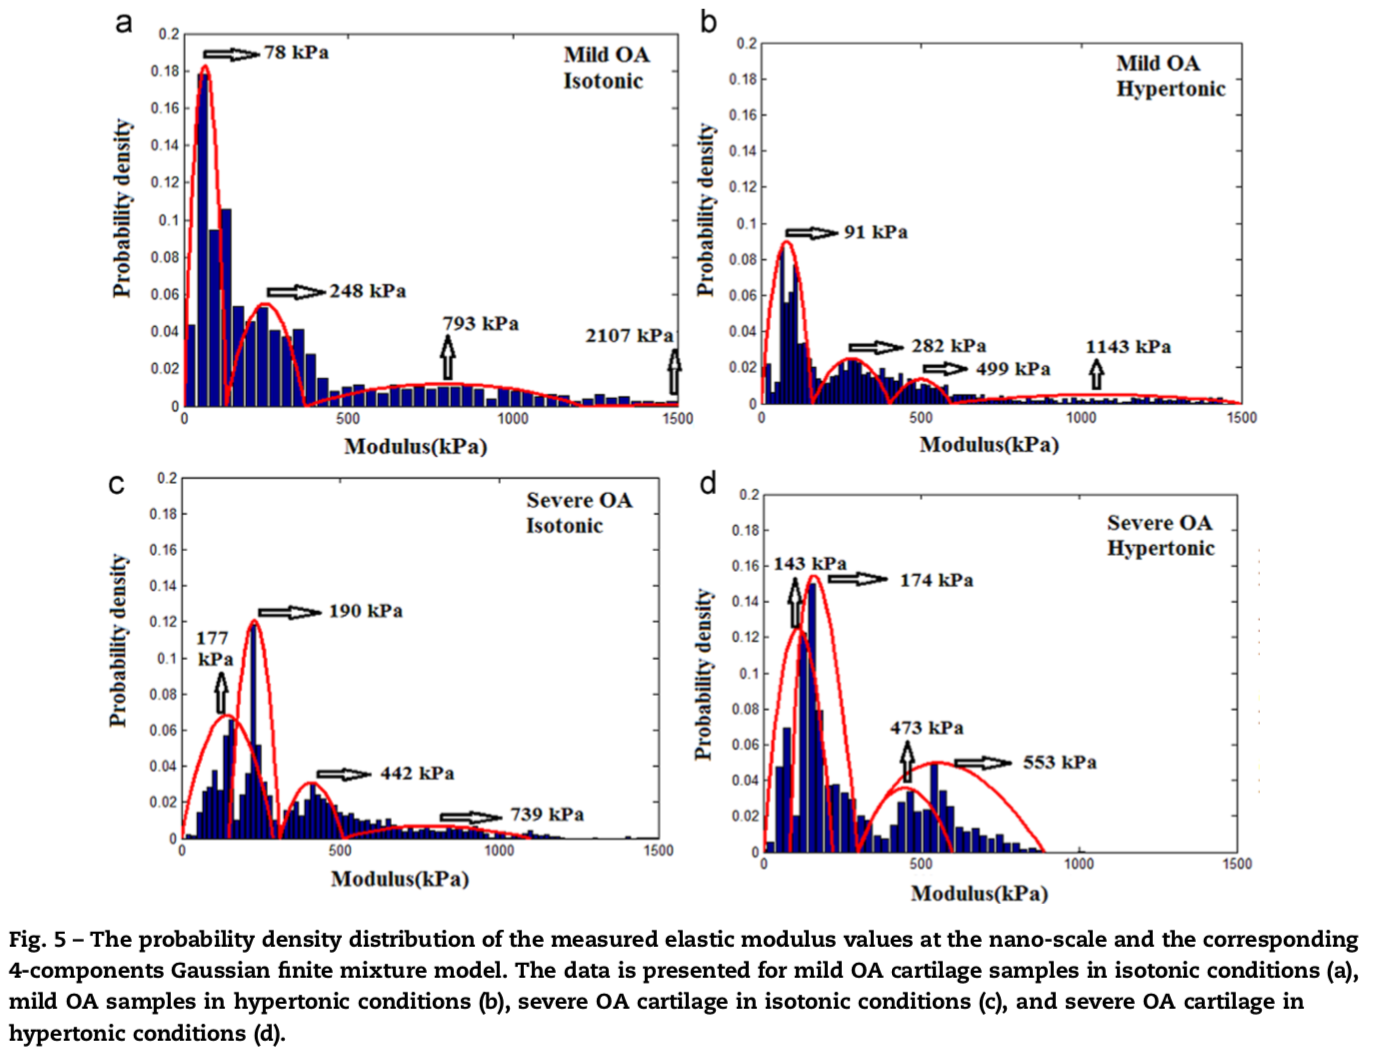 a
0.2
0.18
0.16
0.14
0.12
0.1
0.08
0.06
0.04
0.02
0
0
500
1000
1500
Probability density
Modulus(kPa)
Mild OA
Isotonic
78 kPa
248 kPa
793 kPa
2107 kPa
b
0.2
0.18
0.16
0.14
0.12
0.1
0.08
0.06
0.04
0.02
0
0
500
1000
1500
Probability density
Modulus(kPa)
Mild OA
Hypertonic
91 kPa
282 kPa
499 kPa
1143 kPa
c
0.2
0.18
0.16
0.14
0.12
0.1
0.08
0.06
0.04
0.02
0
0
500
1000
1500
Probability density
Modulus(kPa)
Severe OA
Isotonic
177
kPa
190 kPa
442 kPa
739 kPa
d
0.2
0.18
0.16
0.14
0.12
0.1
0.08
0.06
0.04
0.02
0
0
500
1000
1500
Probability density
Modulus(kPa)
Severe OA
Hypertonic
143 kPa
174 kPa
473 kPa
553 kPa
Fig. 5 – The probability density distribution of the measured elastic modulus values at the nano-scale and the corresponding
4-components Gaussian finite mixture model. The data is presented for mild OA cartilage samples in isotonic conditions (a),
mild OA samples in hypertonic conditions (b), severe OA cartilage in isotonic conditions (c), and severe OA cartilage in
hypertonic conditions (d).